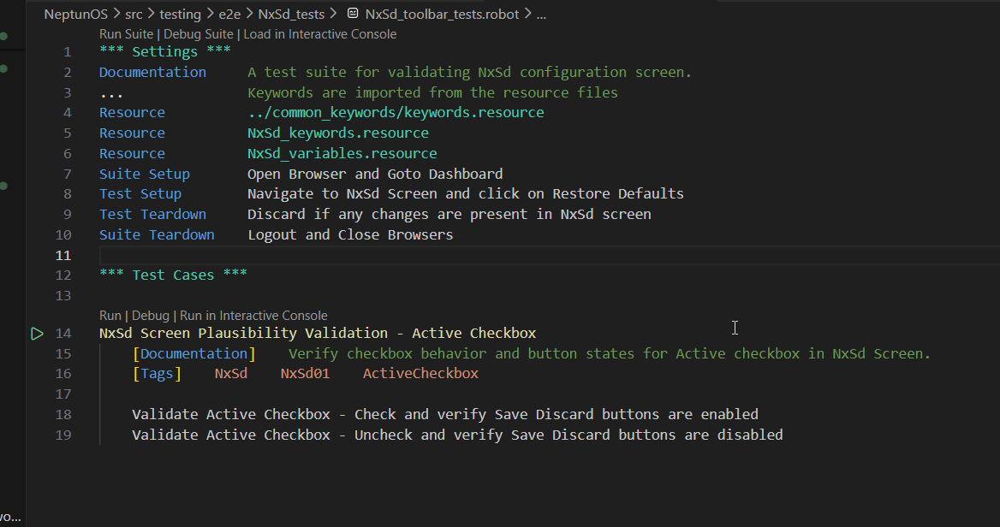 NeptunOS > src > testing > e2e > NxSd_tests > NxSd_toolbar_tests.robot > ...
Run Suite | Debug Suite | Load in Interactive Console
1 *** Settings ***
2 Documentation A test suite for validating NxSd configuration screen.
3 ... Keywords are imported from the resource files
4 Resource ../common_keywords/keywords.resource
5 Resource NxSd_keywords.resource
6 Resource NxSd_variables.resource
7 Suite Setup Open Browser and Goto Dashboard
8 Test Setup Navigate to NxSd Screen and click on Restore Defaults
9 Test Teardown Discard if any changes are present in NxSd screen
10 Suite Teardown Logout and Close Browsers
11
12 *** Test Cases ***
13
Run | Debug | Run in Interactive Console
14 NxSd Screen Plausibility Validation - Active Checkbox
15 [Documentation] Verify checkbox behavior and button states for Active checkbox in NxSd Screen.
16 [Tags] NxSd NxSd01 ActiveCheckbox
17
18 Validate Active Checkbox - Check and verify Save Discard buttons are enabled
19 Validate Active Checkbox - Uncheck and verify Save Discard buttons are disabled